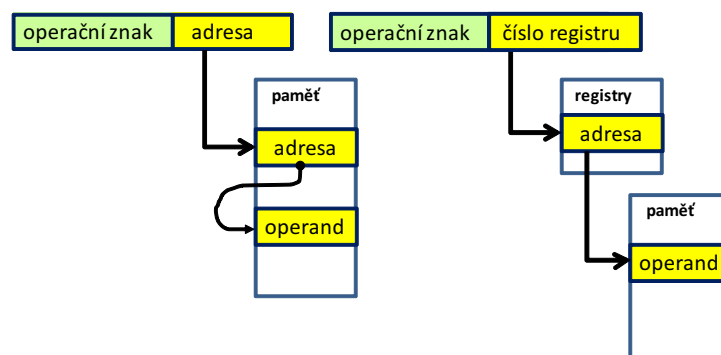 operační znak adresa
paměť
adresa
operand
operační znak číslo registru
registry
adresa
paměť
operand